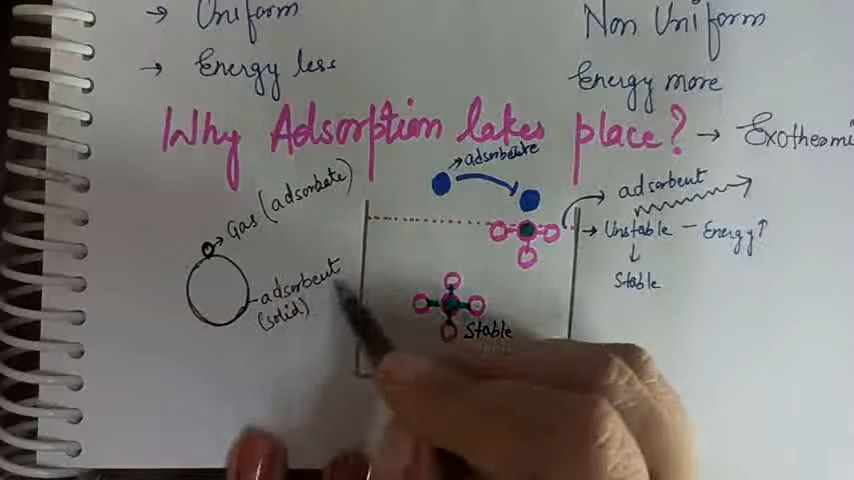 → Uniform
Non Uniform
→ Energy less
Energy more
Why Adsorption takes place? → Exothermi
→ adsorbate
Gas (adsorbate)
adsorbent
→ Unstable - Energy↑
↓
Stable
adsorbent
(solid)
Stable